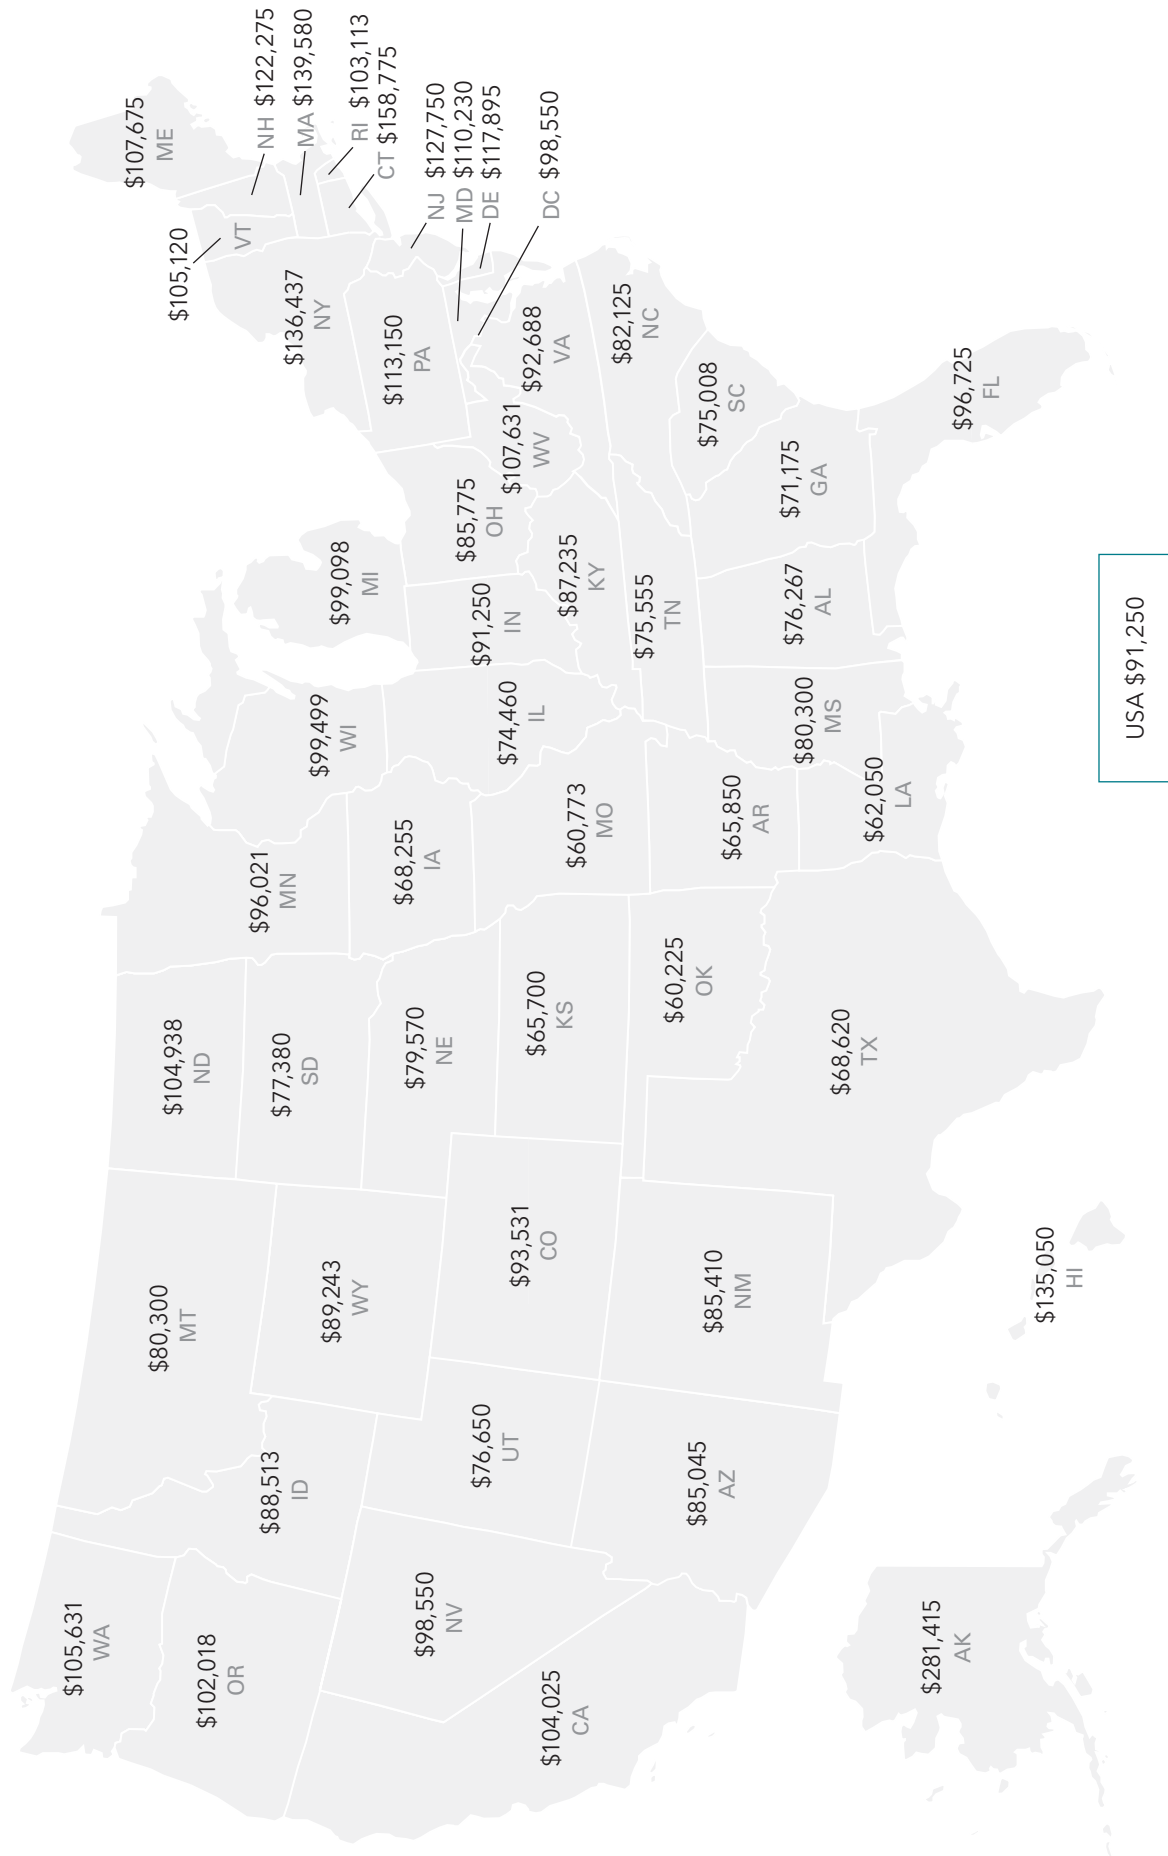 $105,631
WA
$102,018
OR
$104,025
CA
$98,550
NV
$88,513
ID
$80,300
MT
$89,243
WY
$76,650
UT
$85,045
AZ
$93,531
CO
$85,410
NM
$104,938
ND
$77,380
SD
$79,570
NE
$65,700
KS
$60,225
OK
$68,620
TX
$96,021
MN
$68,255
IA
$60,773
MO
$65,850
AR
$62,050
LA
$99,499
WI
$74,460
IL
$80,300
MS
$99,098
MI
$91,250
IN
$85,775
OH
$87,235
KY
$75,555
TN
$76,267
AL
$71,175
GA
$96,725
FL
$75,008
SC
$82,125
NC
$92,688
VA
$107,631
WV
$113,150
PA
$136,437
NY
$105,120
VT
$107,675
ME
NH $122,275
MA $139,580
RI $103,113
CT $158,775
NJ $127,750
MD $110,230
DE $117,895
DC $98,550
$281,415
AK
$135,050
HI
USA $91,250